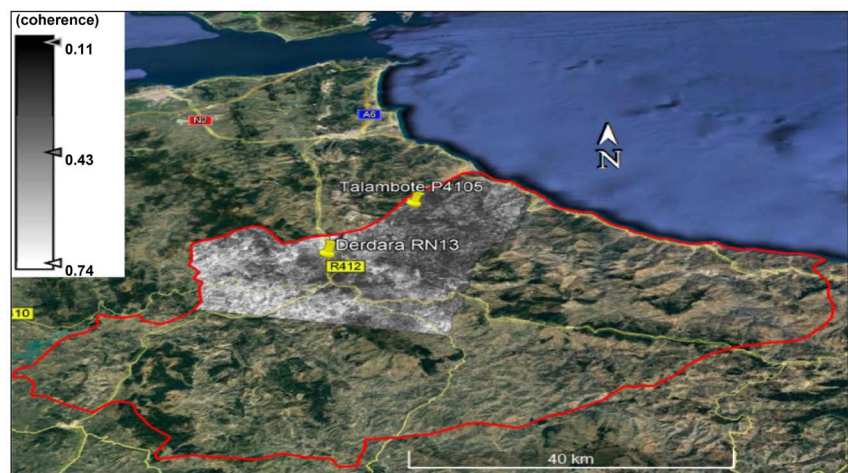 (coherence)
0.11
0.43
0.74
N2
A6
N
Talambote P4105
Derdara RN13
R412
10
40 km